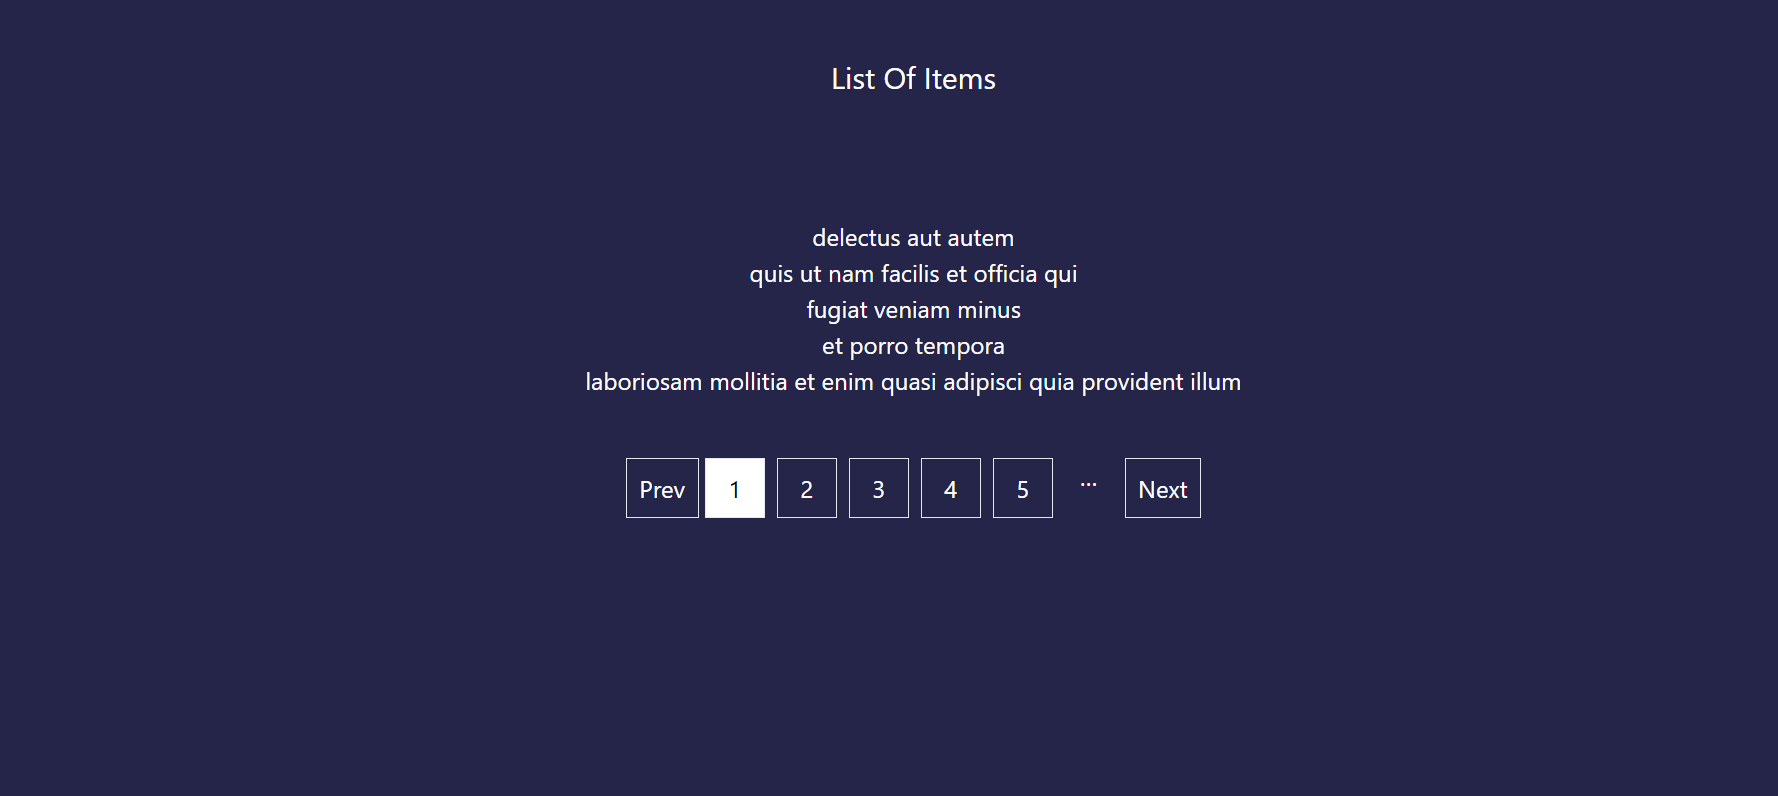 List Of Items
delectus aut autem
quis ut nam facilis et officia qui
fugiat veniam minus
et porro tempora
laboriosam mollitia et enim quasi adipisci quia provident illum
Prev 1 2 3 4 5 ... Next